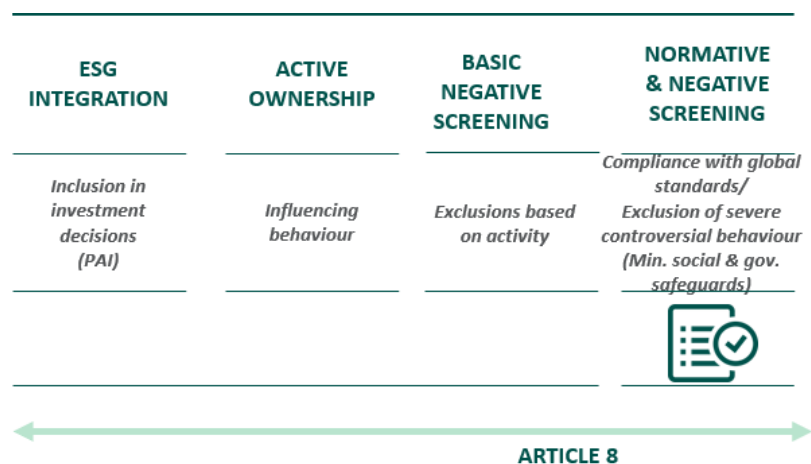 ESG
INTEGRATION
ACTIVE
OWNERSHIP
BASIC
NEGATIVE
SCREENING
NORMATIVE
& NEGATIVE
SCREENING
Inclusion in
investment
decisions
(PAI)
Influencing
behaviour
Exclusions based
on activity
Compliance with global
standards/
Exclusion of severe
controversial behaviour
(Min. social & gov.
safeguards)
ARTICLE 8